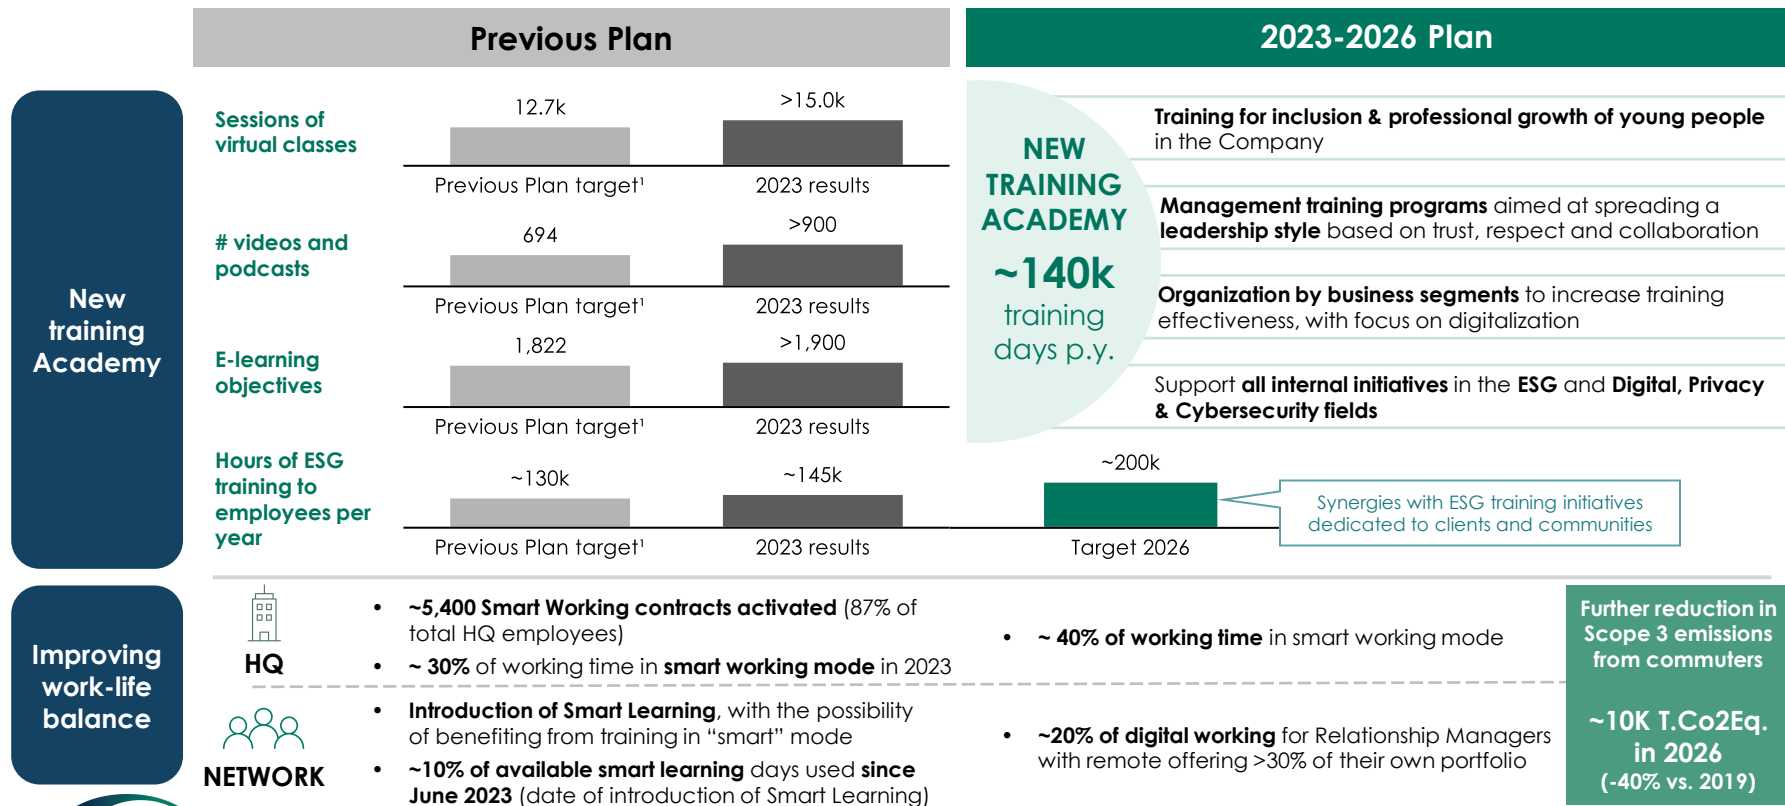 Previous Plan
2023-2026 Plan
New
training
Academy
Sessions of
virtual classes
12.7k
>15.0k
Previous Plan target¹
2023 results
# videos and
podcasts
694
>900
Previous Plan target¹
2023 results
E-learning
objectives
1,822
>1,900
Previous Plan target¹
2023 results
Hours of ESG
training to
employees per
year
~130k
~145k
Previous Plan target¹
2023 results
~200k
Target 2026
Synergies with ESG training initiatives
dedicated to clients and communities
NEW
TRAINING
ACADEMY
~140k
training
days p.y.
Training for inclusion & professional growth of young people
in the Company
Management training programs aimed at spreading a
leadership style based on trust, respect and collaboration
Organization by business segments to increase training
effectiveness, with focus on digitalization
Support all internal initiatives in the ESG and Digital, Privacy
& Cybersecurity fields
Improving
work-life
balance
HQ
• ~5,400 Smart Working contracts activated (87% of
total HQ employees)
• ~ 30% of working time in smart working mode in 2023
• ~ 40% of working time in smart working mode
NETWORK
• Introduction of Smart Learning, with the possibility
of benefiting from training in “smart” mode
• ~10% of available smart learning days used since
June 2023 (date of introduction of Smart Learning)
• ~20% of digital working for Relationship Managers
with remote offering >30% of their own portfolio
Further reduction in
Scope 3 emissions
from commuters
~10K T.Co2Eq.
in 2026
(-40% vs. 2019)